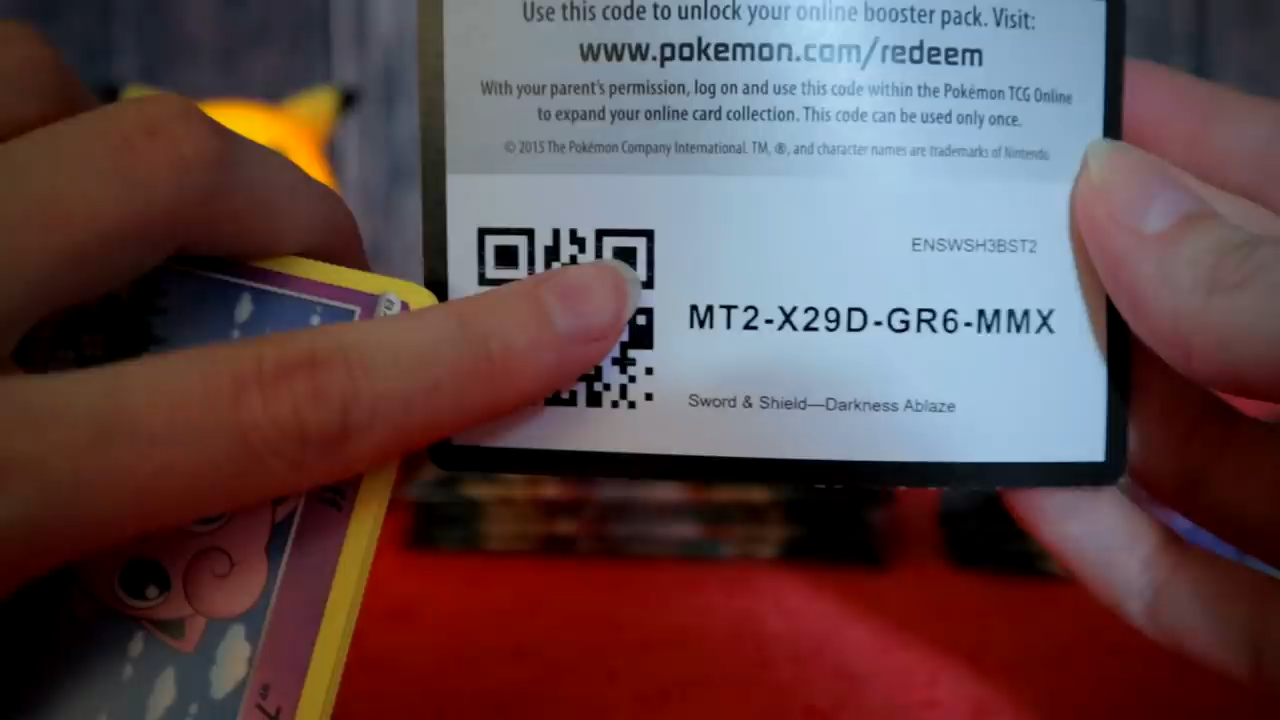 Use this code to unlock your online booster pack. Visit:
www.pokemon.com/redeem
With your parent's permission, log on and use this code within the Pokémon TCG Online
to expand your online card collection. This code can be used only once.
© 2015 The Pokémon Company International. TM, ®, and character names are trademarks of Nintendo
ENSWSH3BST2
MT2-X29D-GR6-MMX
Sword & Shield—Darkness Ablaze